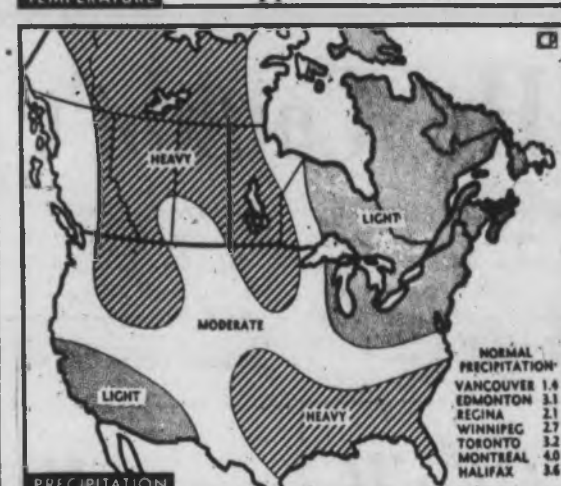 TEMPERATURE
CP
HEAVY
LIGHT
MODERATE
LIGHT
HEAVY
NORMAL
PRECIPITATION
VANCOUVER 1.4
EDMONTON 3.1
REGINA 2.1
WINNIPEG 2.7
TORONTO 3.2
MONTREAL 4.0
HALIFAX 3.6
PRECIPITATION